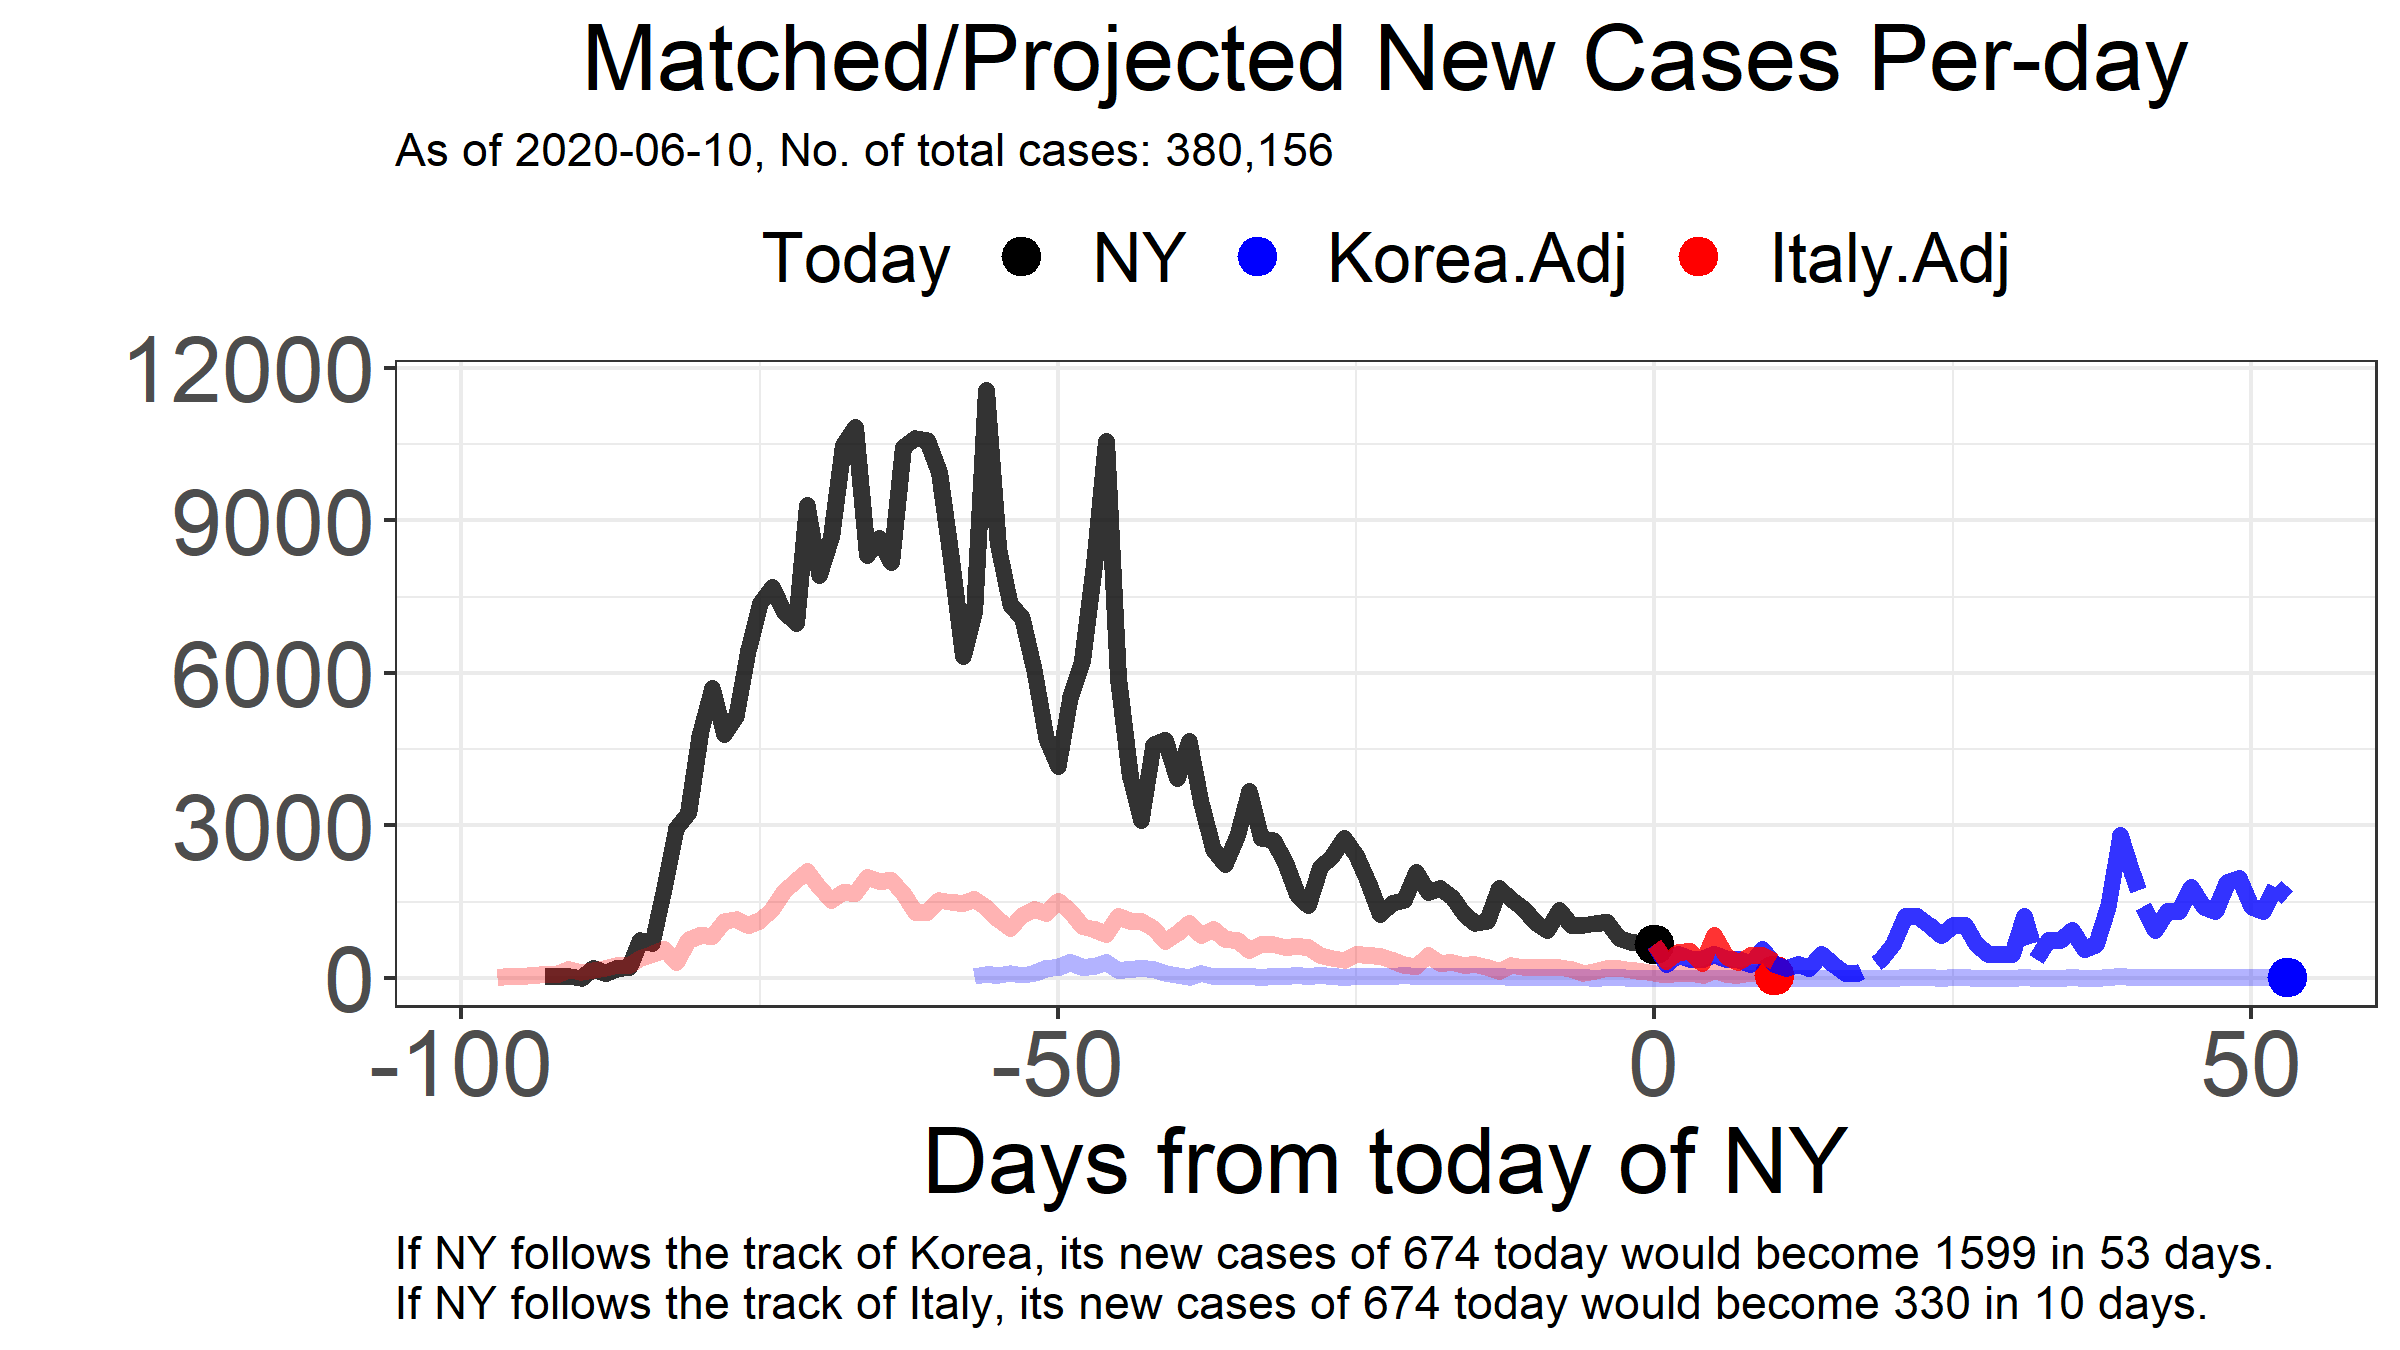 Matched/Projected New Cases Per-day
As of 2020-06-10, No. of total cases: 380,156
Today NY Korea.Adj Italy.Adj
12000
9000
6000
3000
0
-100 -50 0 50
Days from today of NY
If NY follows the track of Korea, its new cases of 674 today would become 1599 in 53 days.
If NY follows the track of Italy, its new cases of 674 today would become 330 in 10 days.